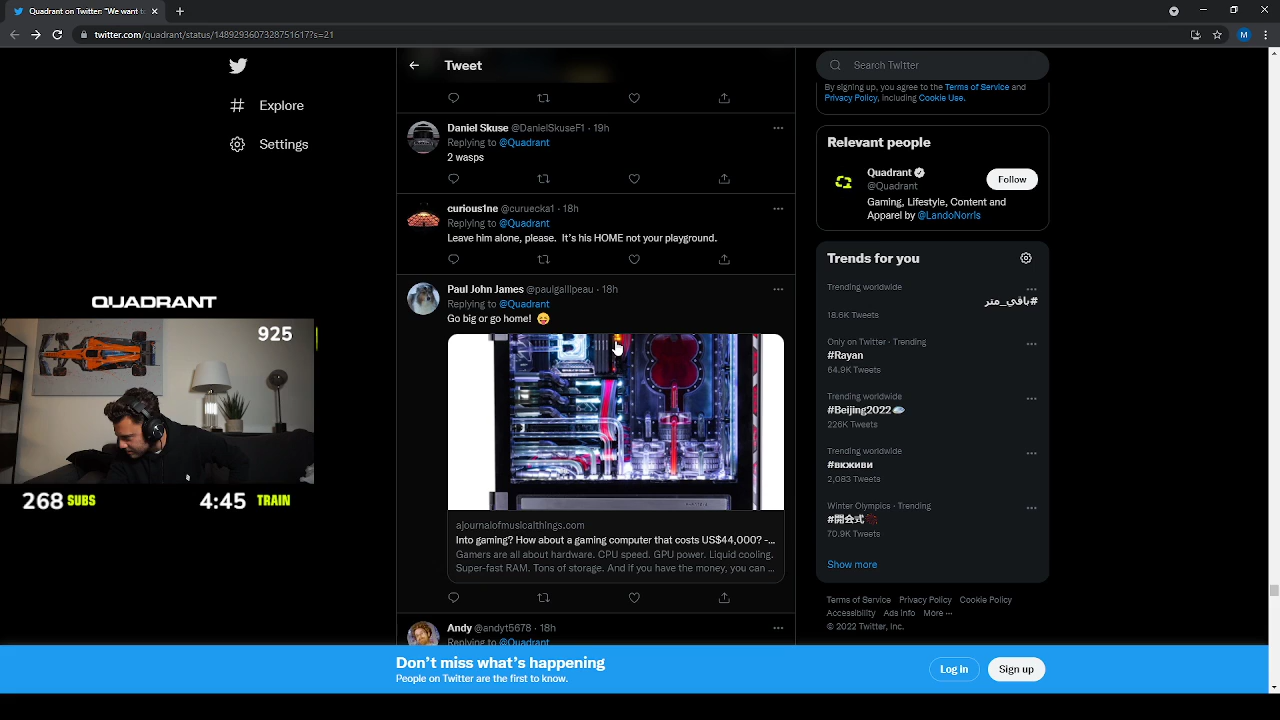 Quadrant on Twitter: "We want to
twitter.com/quadrant/status/1489293607328751617?s=21
M
Explore
Settings
QUADRANT
925
268 SUBS
4:45 TRAIN
Tweet
Daniel Skuse @DanielSkuseF1 · 19h
Replying to @Quadrant
2 wasps
curious1ne @curuecka1 · 18h
Replying to @Quadrant
Leave him alone, please. It's his HOME not your playground.
Paul John James @paulgalllpeau · 18h
Replying to @Quadrant
Go big or go home! 😝
ajournalofmusicalthings.com
Into gaming? How about a gaming computer that costs US$44,000? -...
Gamers are all about hardware. CPU speed. GPU power. Liquid cooling.
Super-fast RAM. Tons of storage. And if you have the money, you can ...
Andy @andyt5678 · 18h
Replying to @Quadrant
Search Twitter
By signing up, you agree to the Terms of Service and
Privacy Policy, including Cookie Use.
Relevant people
Quadrant
@Quadrant
Follow
Gaming, Lifestyle, Content and
Apparel by @LandoNorris
Trends for you
Trending worldwide
#باقي_متر
18.6K Tweets
Only on Twitter · Trending
#Rayan
64.9K Tweets
Trending worldwide
#Beijing2022
226K Tweets
Trending worldwide
#вкживи
2,083 Tweets
Winter Olympics · Trending
#開会式
70.9K Tweets
Show more
Terms of Service Privacy Policy Cookie Policy
Accessibility Ads info More ···
© 2022 Twitter, Inc.
Don't miss what's happening
People on Twitter are the first to know.
Log in
Sign up